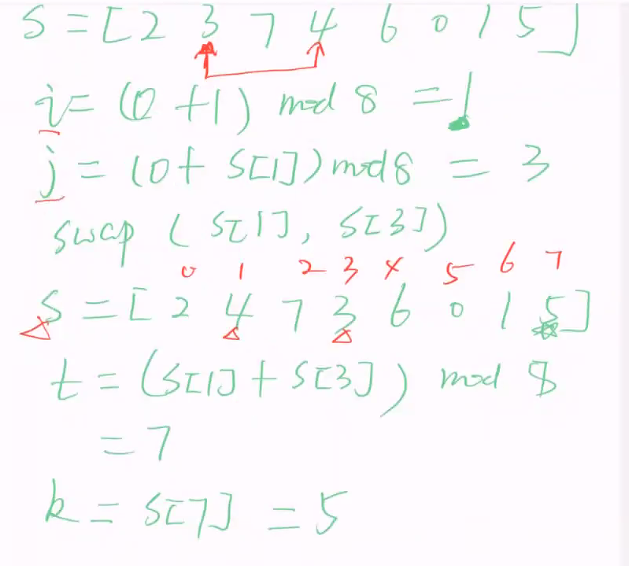 S = [ 2 3 7 4 6 0 1 5 ]
i = (0 + 1) mod 8 = 1
j = (0 + S[1]) mod 8 = 3
swap ( S[1], S[3])
0 1 2 3 4 5 6 7
S = [ 2 4 7 3 6 0 1 5 ]
t = (S[1] + S[3]) mod 8
= 7
k = S[7] = 5